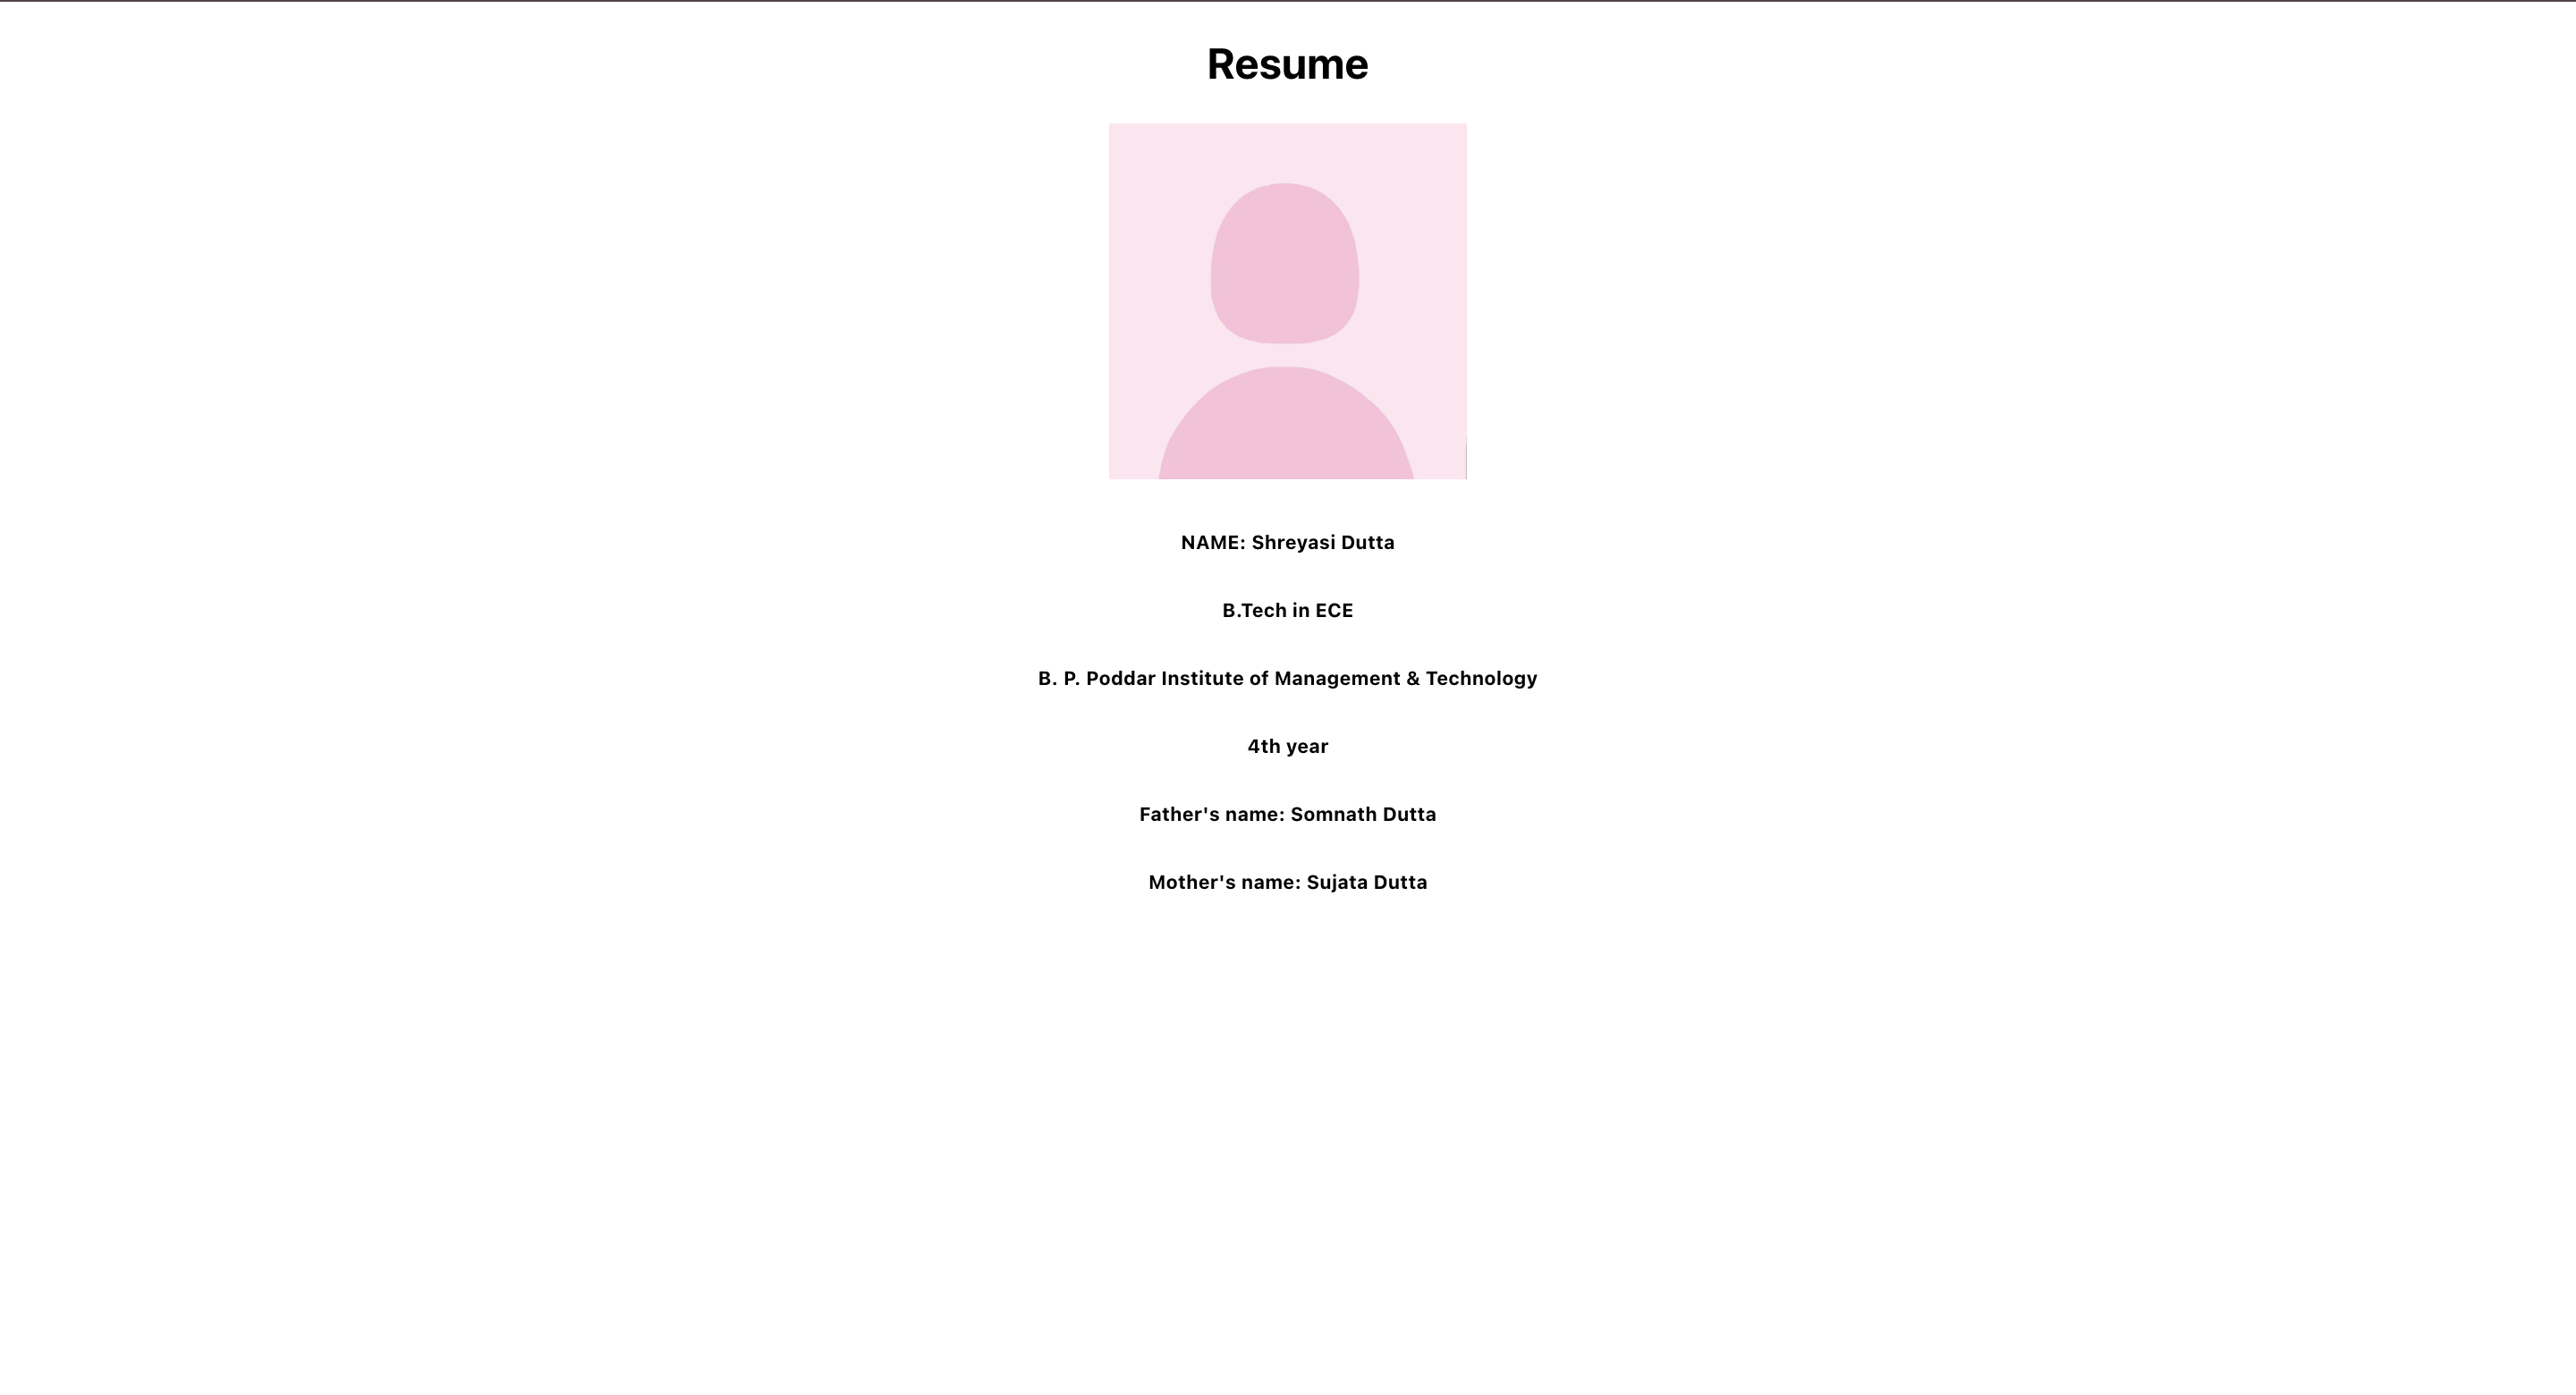 Resume
NAME: Shreyasi Dutta
B.Tech in ECE
B. P. Poddar Institute of Management & Technology
4th year
Father's name: Somnath Dutta
Mother's name: Sujata Dutta